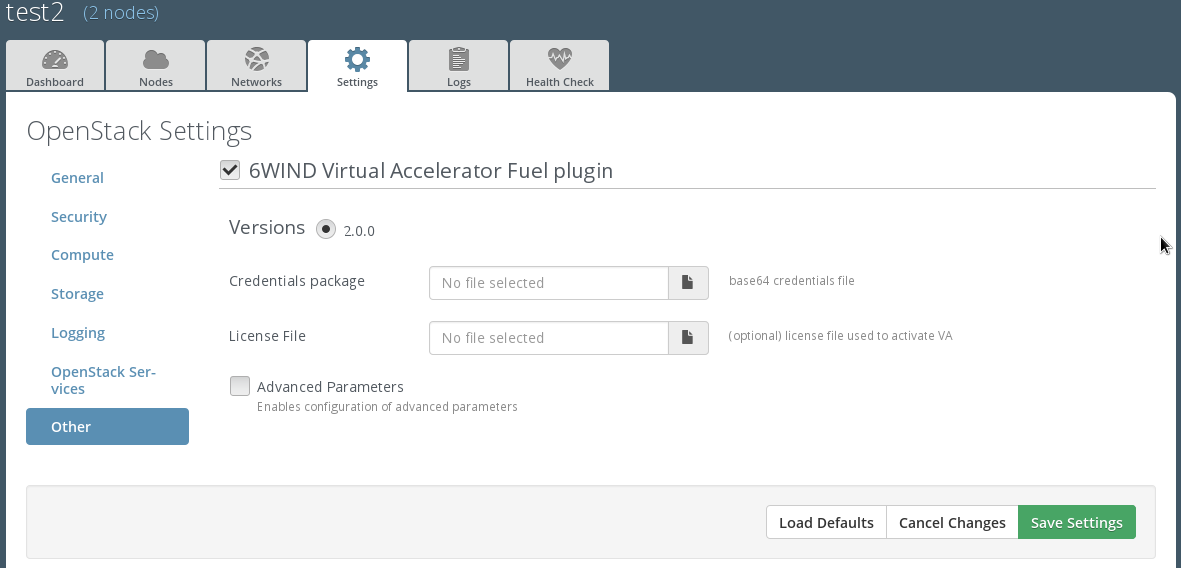 test2 (2 nodes)
Dashboard Nodes Networks Settings Logs Health Check
OpenStack Settings
General
Security
Compute
Storage
Logging
OpenStack Ser-
vices
Other
6WIND Virtual Accelerator Fuel plugin
Versions 2.0.0
Credentials package No file selected base64 credentials file
License File No file selected (optional) license file used to activate VA
Advanced Parameters
Enables configuration of advanced parameters
Load Defaults Cancel Changes Save Settings